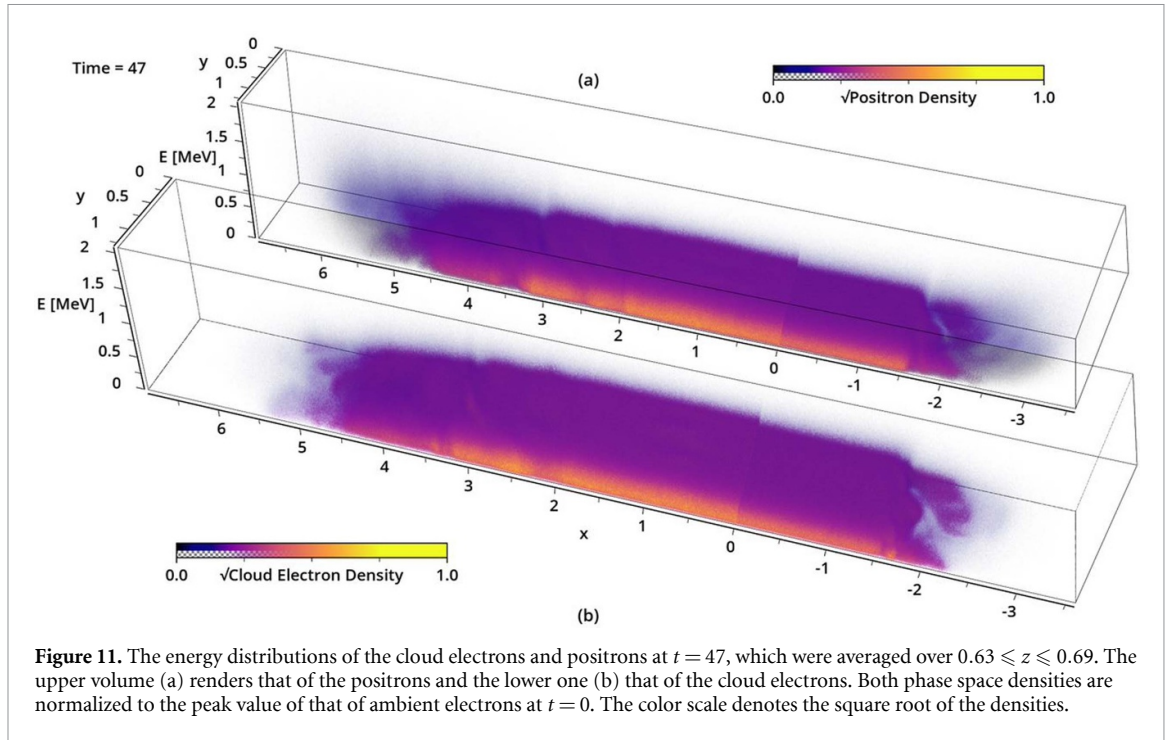 Time = 47
(a)
0.0 1.0
√Positron Density
y
0
0.5
1
2
1.5
E [MeV]
1
0.5
0
6 5 4 3 2 1 0 -1 -2 -3
y
0
0.5
1
2
1.5
E [MeV]
1
0.5
0
6 5 4 3 2 1 0 -1 -2 -3
x
0.0 √Cloud Electron Density 1.0
(b)
Figure 11. The energy distributions of the cloud electrons and positrons at t = 47, which were averaged over 0.63 ⩽ z ⩽ 0.69. The
upper volume (a) renders that of the positrons and the lower one (b) that of the cloud electrons. Both phase space densities are
normalized to the peak value of that of ambient electrons at t = 0. The color scale denotes the square root of the densities.